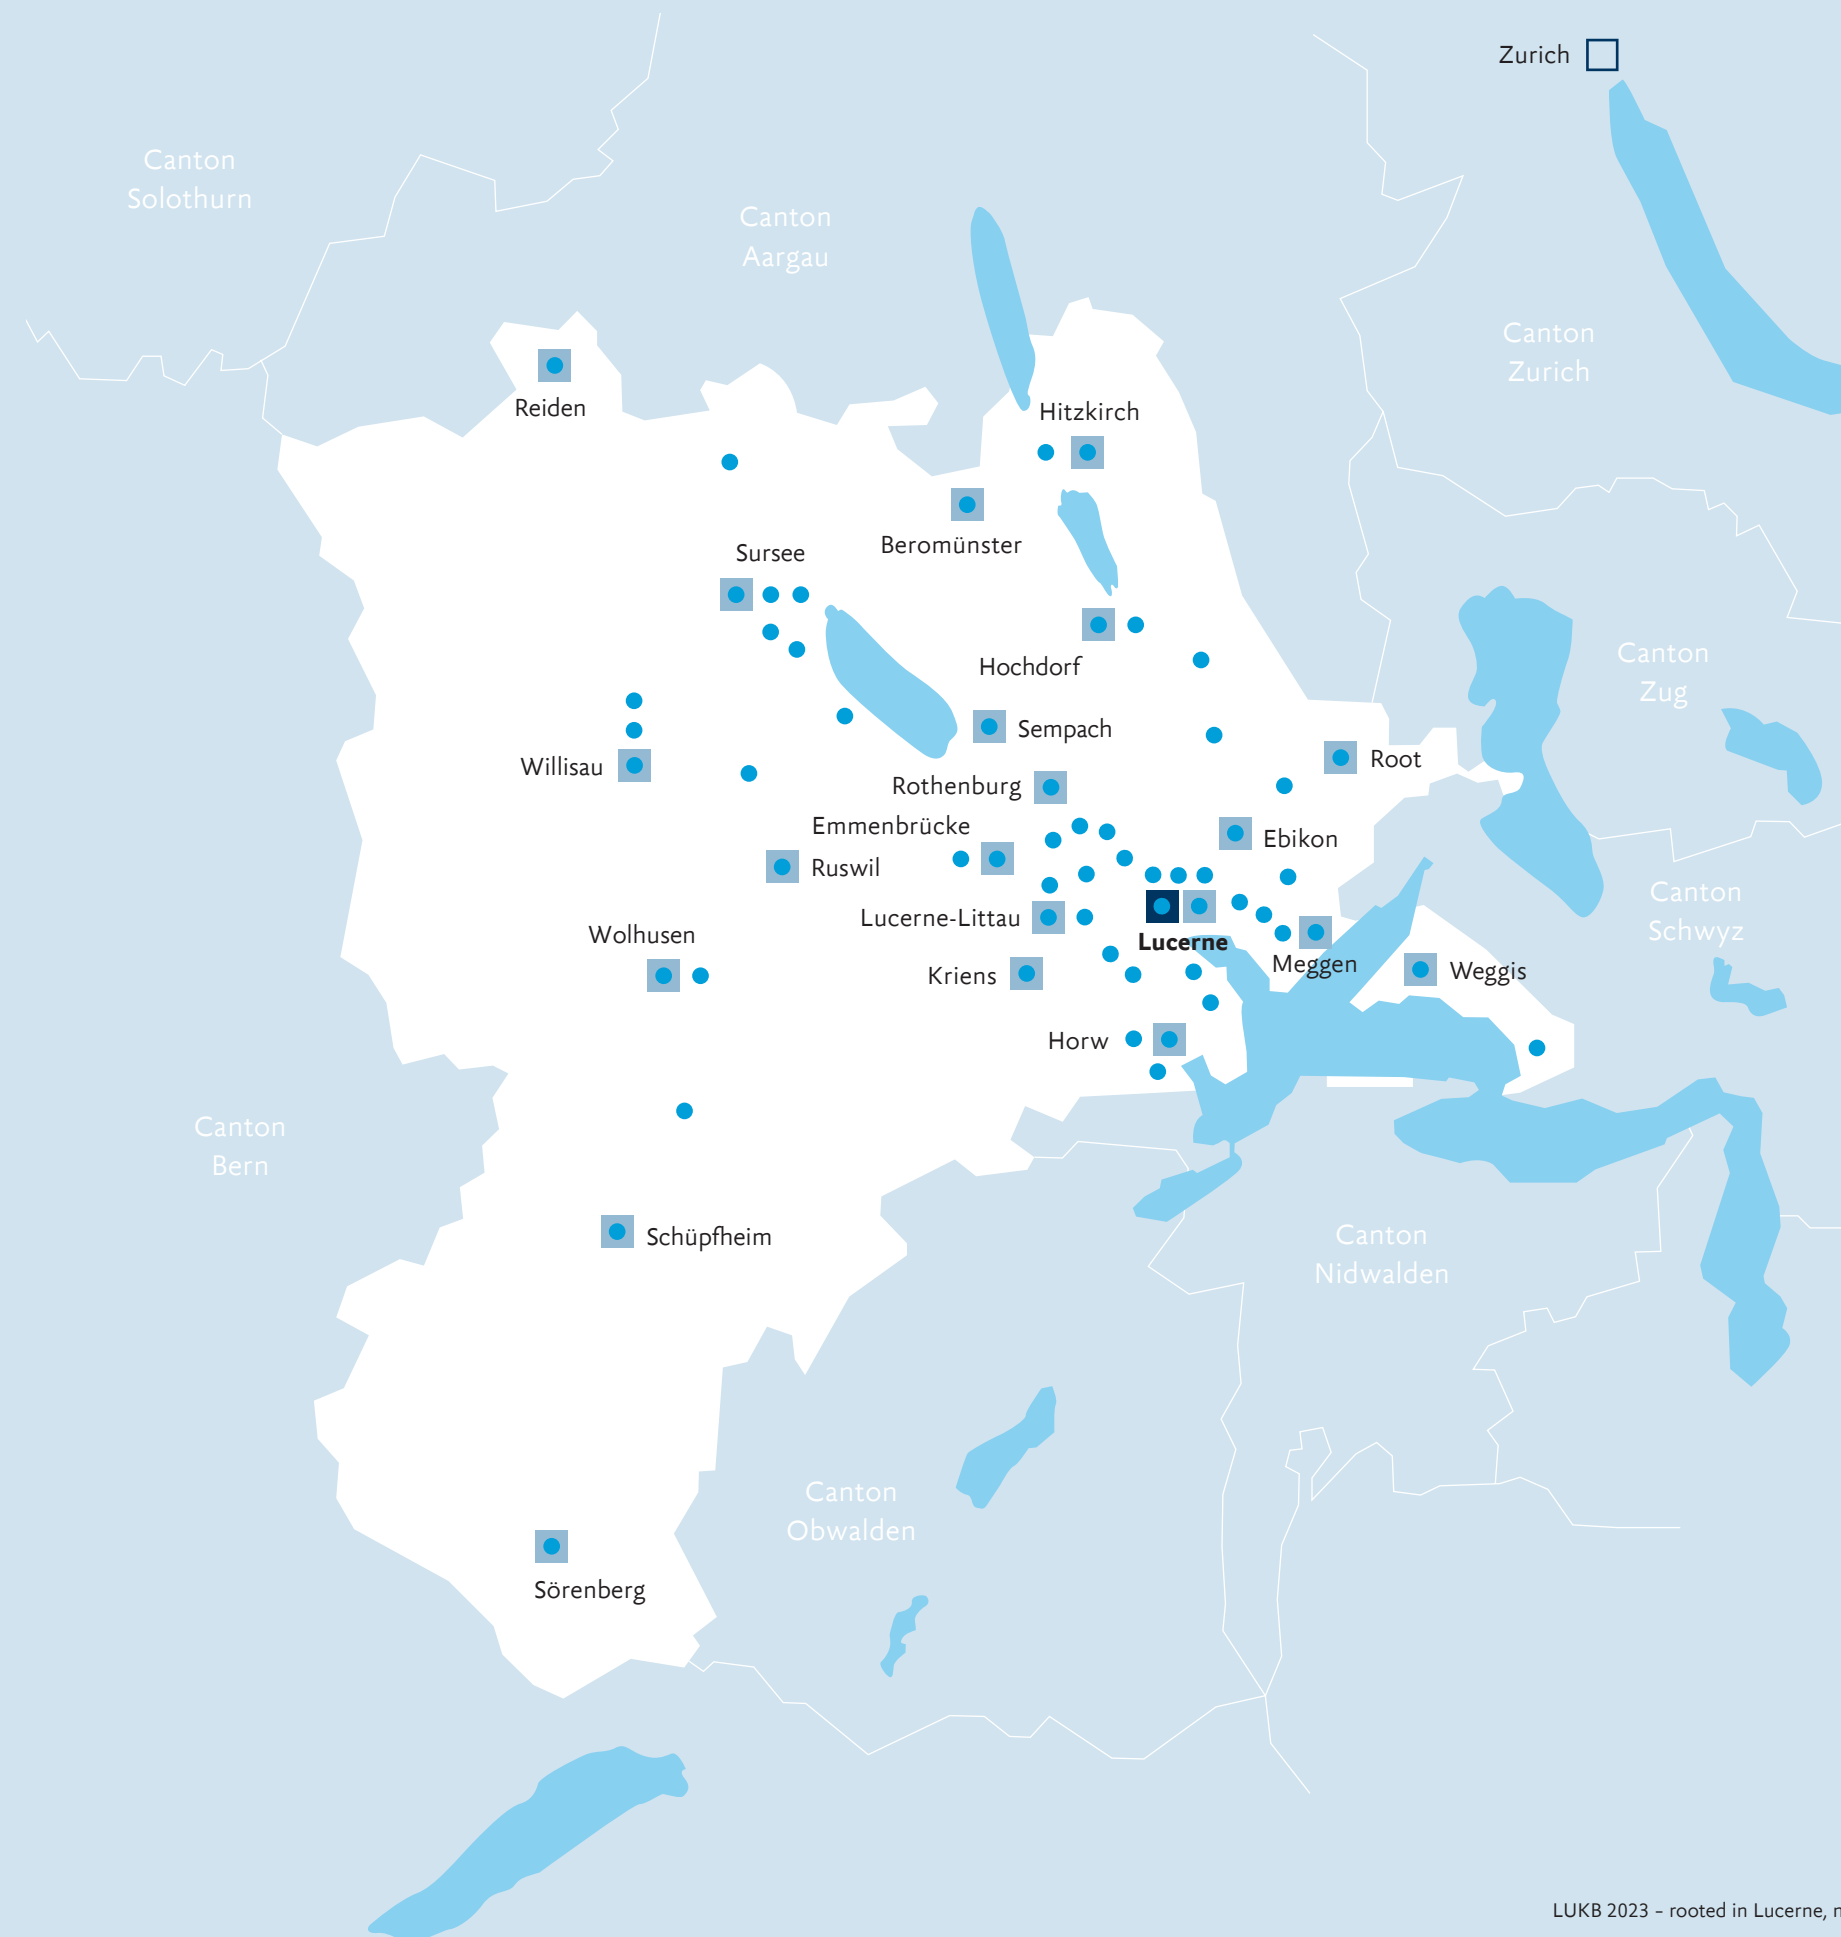 Zurich
Canton
Solothurn
Canton
Aargau
Canton
Zurich
Reiden
Hitzkirch
Beromünster
Sursee
Canton
Zug
Hochdorf
Sempach
Root
Willisau
Rothenburg
Emmenbrücke
Ebikon
Ruswil
Canton
Schwyz
Lucerne-Littau
Wolhusen
Lucerne
Meggen
Weggis
Kriens
Horw
Canton
Bern
Schüpfheim
Canton
Nidwalden
Canton
Obwalden
Sörenberg
LUKB 2023 – rooted in Lucerne,